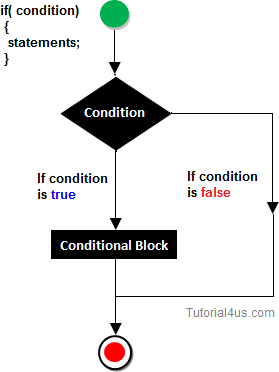 if( condition)
{
statements;
}
Condition
If condition
is true
If condition
is false
Conditional Block
Tutorial4us.com